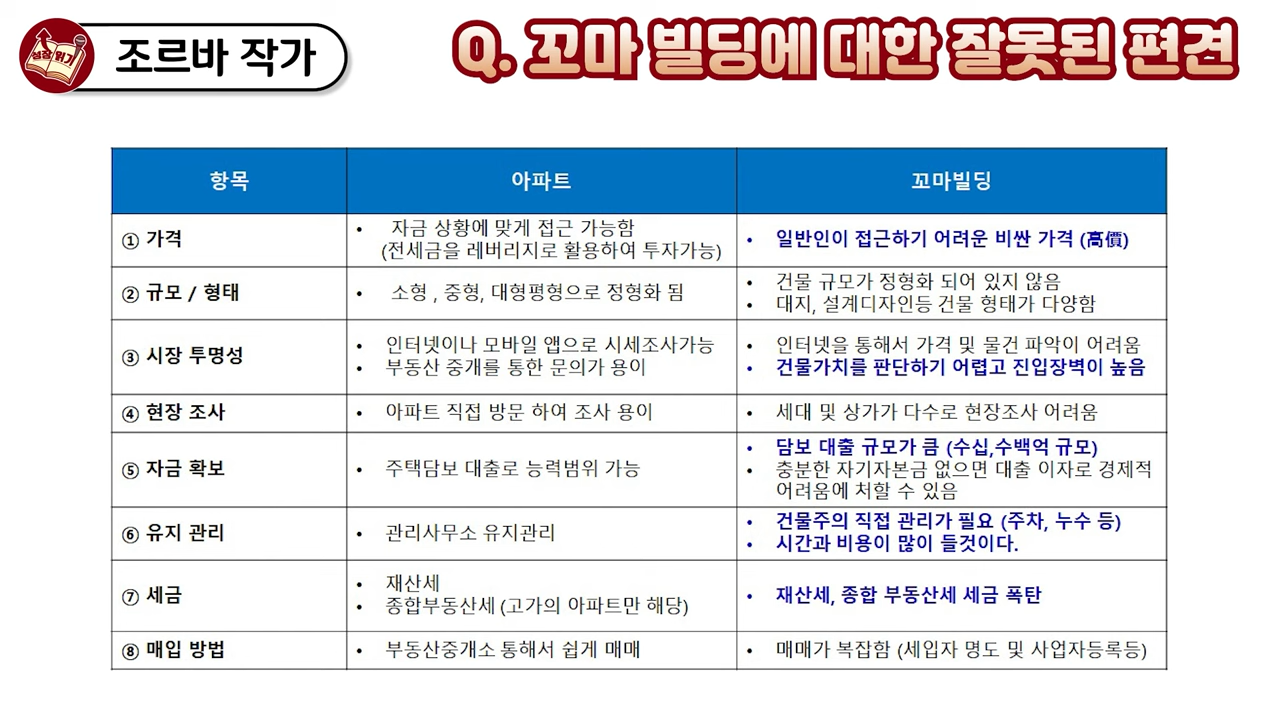 성장 읽기
조르바 작가
Q. 꼬마 빌딩에 대한 잘못된 편견
항목
아파트
꼬마빌딩
① 가격
• 자금 상황에 맞게 접근 가능함
(전세금을 레버리지로 활용하여 투자가능)
• 일반인이 접근하기 어려운 비싼 가격 (高價)
② 규모 / 형태
• 소형 , 중형, 대형평형으로 정형화 됨
• 건물 규모가 정형화 되어 있지 않음
• 대지, 설계디자인등 건물 형태가 다양함
③ 시장 투명성
• 인터넷이나 모바일 앱으로 시세조사가능
• 부동산 중개를 통한 문의가 용이
• 인터넷을 통해서 가격 및 물건 파악이 어려움
• 건물가치를 판단하기 어렵고 진입장벽이 높음
④ 현장 조사
• 아파트 직접 방문 하여 조사 용이
• 세대 및 상가가 다수로 현장조사 어려움
⑤ 자금 확보
• 주택담보 대출로 능력범위 가능
• 담보 대출 규모가 큼 (수십,수백억 규모)
• 충분한 자기자본금 없으면 대출 이자로 경제적
어려움에 처할 수 있음
⑥ 유지 관리
• 관리사무소 유지관리
• 건물주의 직접 관리가 필요 (주차, 누수 등)
• 시간과 비용이 많이 들것이다.
⑦ 세금
• 재산세
• 종합부동산세 (고가의 아파트만 해당)
• 재산세, 종합 부동산세 세금 폭탄
⑧ 매입 방법
• 부동산중개소 통해서 쉽게 매매
• 매매가 복잡함 (세입자 명도 및 사업자등록등)